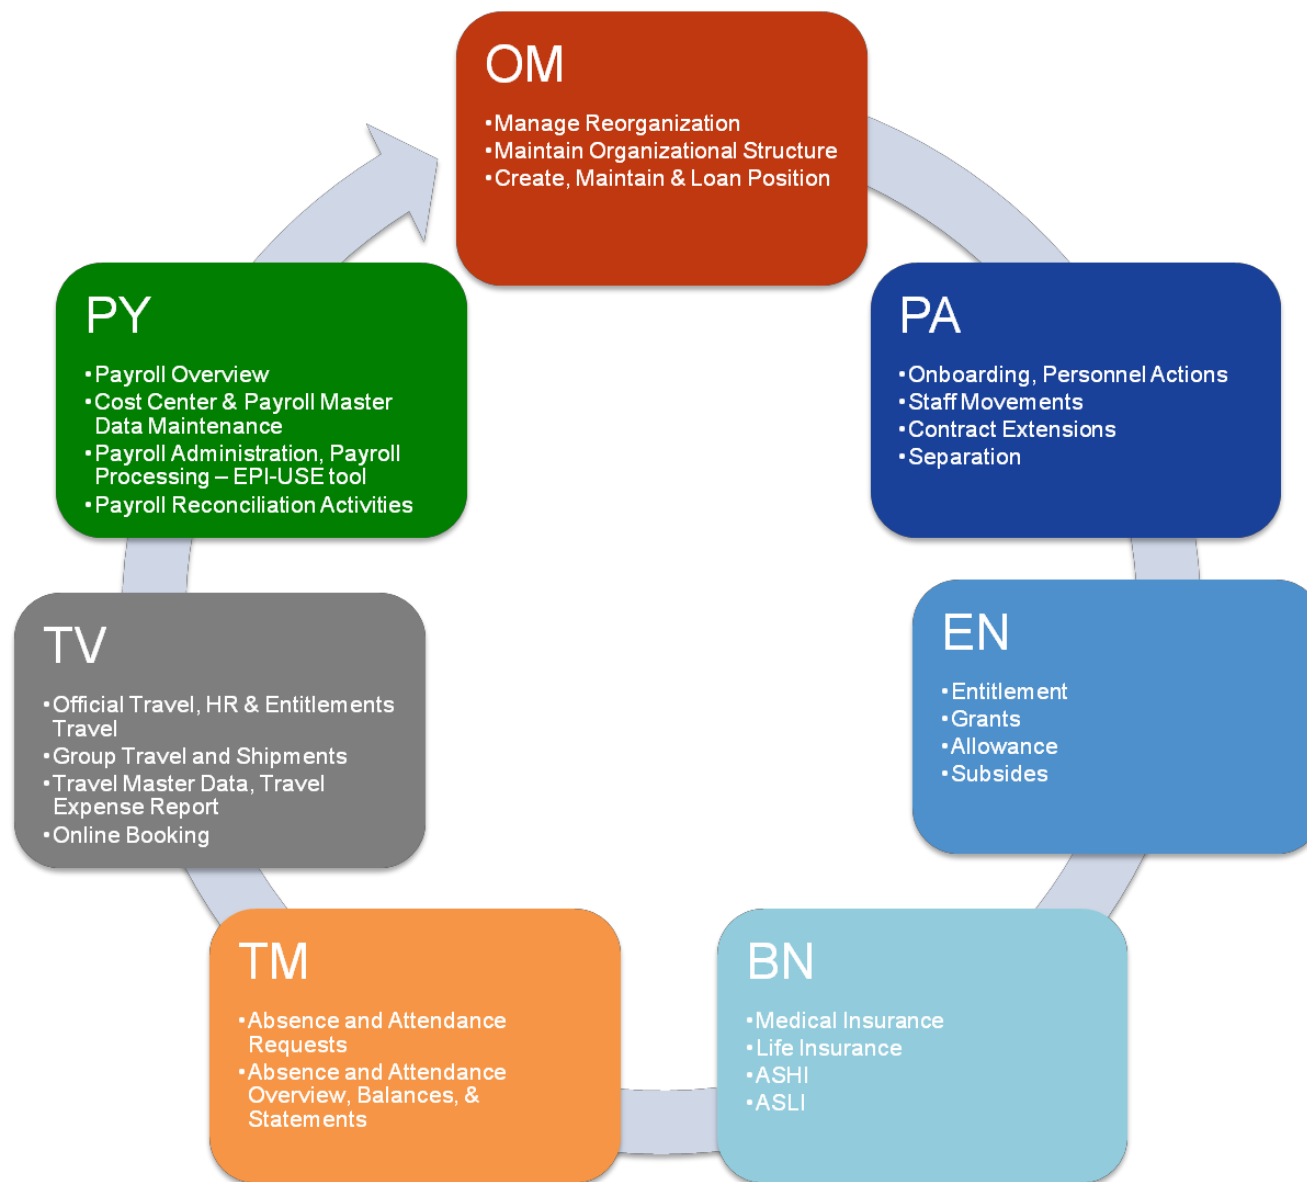 OM
•Manage Reorganization
•Maintain Organizational Structure
•Create, Maintain & Loan Position
PA
•Onboarding, Personnel Actions
•Staff Movements
•Contract Extensions
•Separation
EN
•Entitlement
•Grants
•Allowance
•Subsides
BN
•Medical Insurance
•Life Insurance
•ASHI
•ASLI
TM
•Absence and Attendance
Requests
•Absence and Attendance
Overview, Balances, &
Statements
TV
•Official Travel, HR & Entitlements
Travel
•Group Travel and Shipments
•Travel Master Data, Travel
Expense Report
•Online Booking
PY
•Payroll Overview
•Cost Center & Payroll Master
Data Maintenance
•Payroll Administration, Payroll
Processing – EPI-USE tool
•Payroll Reconciliation Activities